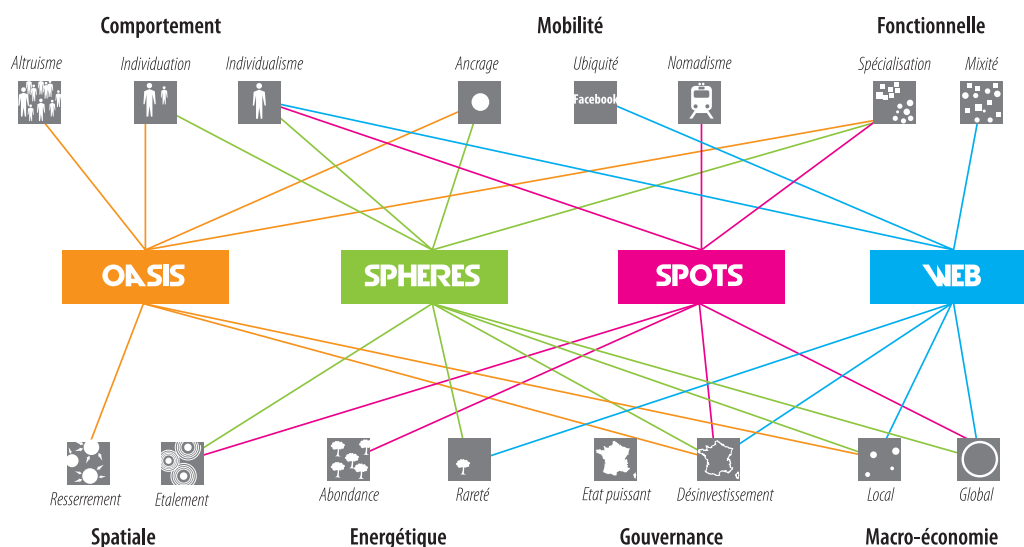 Comportement
Mobilité
Fonctionnelle
Altruisme
Individuation
Individualisme
Ancrage
Ubiquité
Nomadisme
Spécialisation
Mixité
Facebook
OASIS
SPHERES
SPOTS
WEB
Resserrement
Etalement
Abondance
Rareté
Etat puissant
Désinvestissement
Local
Global
Spatiale
Energétique
Gouvernance
Macro-économie